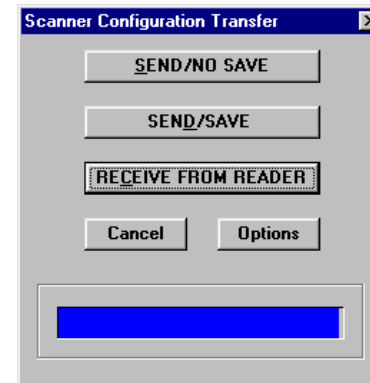 Scanner Configuration Transfer
SEND/NO SAVE
SEND/SAVE
RECEIVE FROM READER
Cancel Options